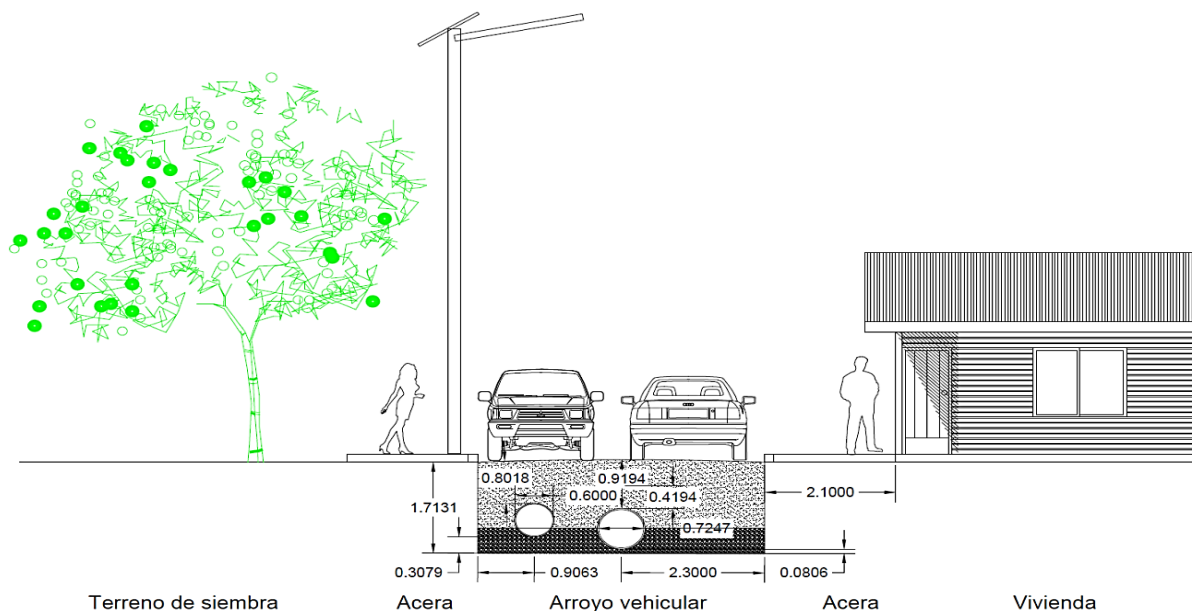 0.8018
0.9194
0.6000
0.4194
1.7131
2.1000
0.7247
0.3079
0.9063
2.3000
0.0806
Terreno de siembra
Acera
Arroyo vehicular
Acera
Vivienda